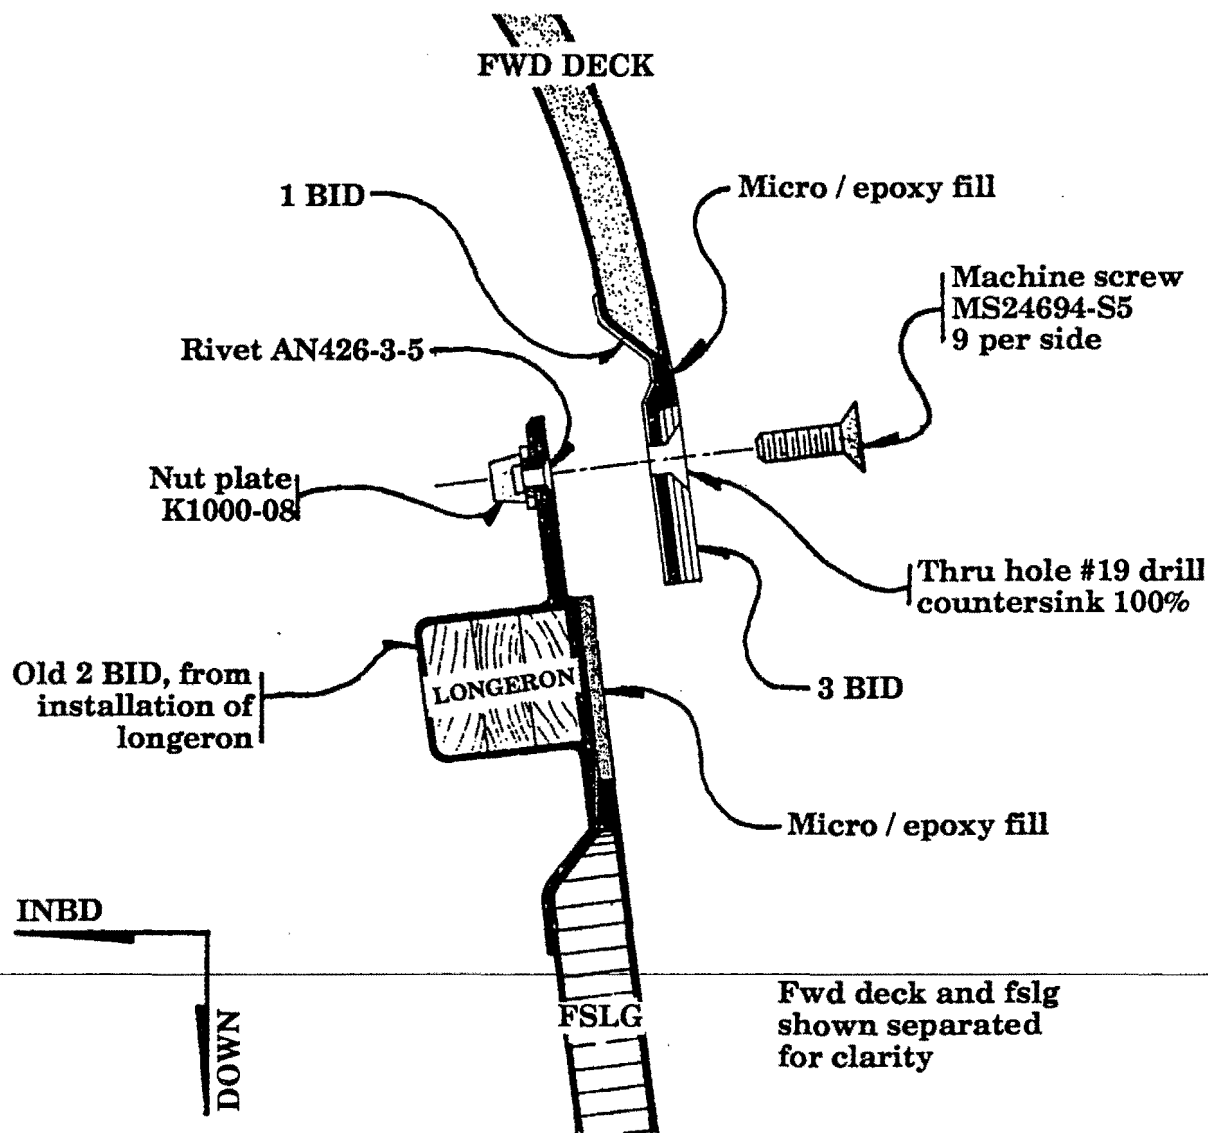 FWD DECK
1 BID
Micro / epoxy fill
Machine screw
MS24694-S5
9 per side
Rivet AN426-3-5
Nut plate
K1000-08
Thru hole #19 drill
countersink 100%
Old 2 BID, from
installation of
longeron
LONGERON
3 BID
Micro / epoxy fill
INBD
DOWN
FSLG
Fwd deck and fslg
shown separated
for clarity